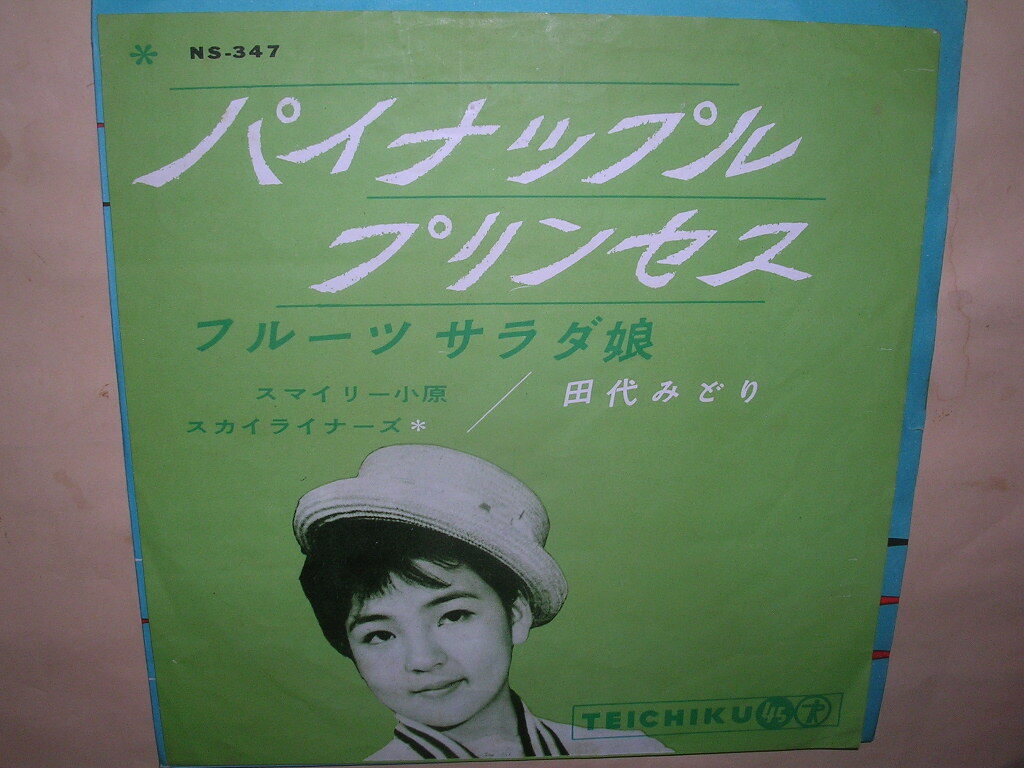 * NS-347
パイナップル
プリンセス
フルーツ サラダ娘
スマイリー小原
スカイライナーズ*
田代みどり
TEICHIKU 45